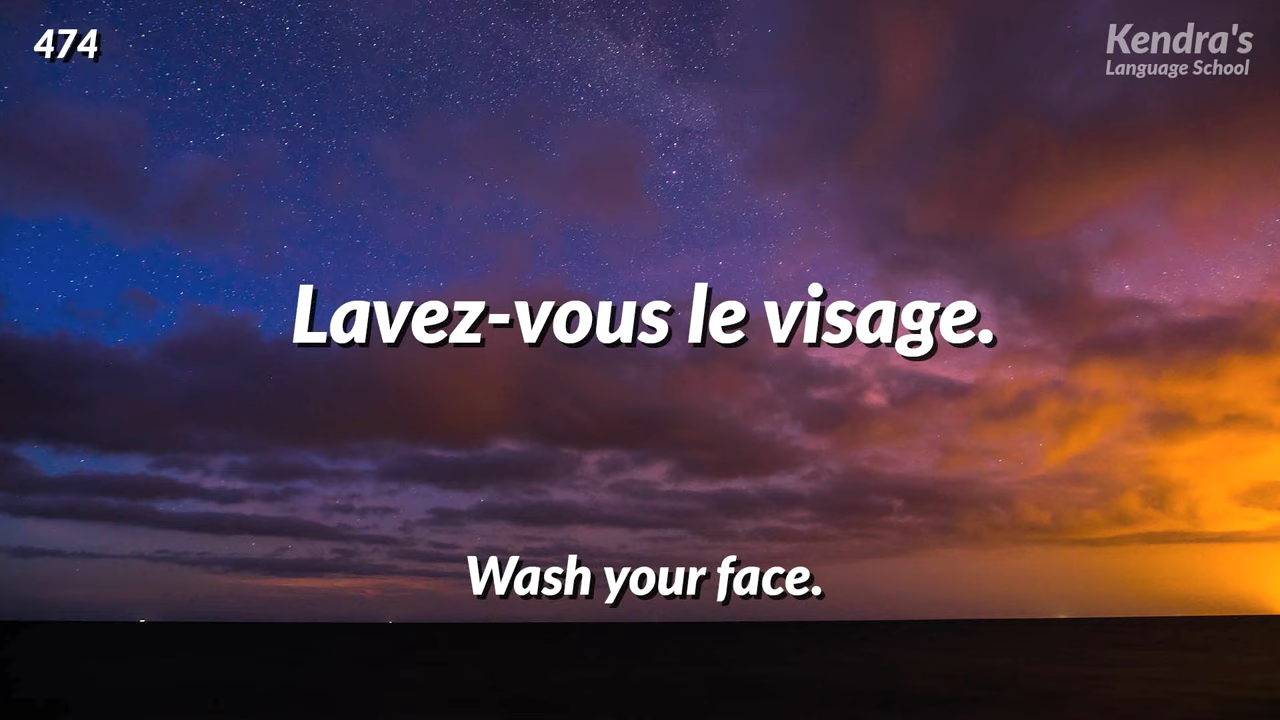 474
Kendra's
Language School
Lavez-vous le visage.
Wash your face.